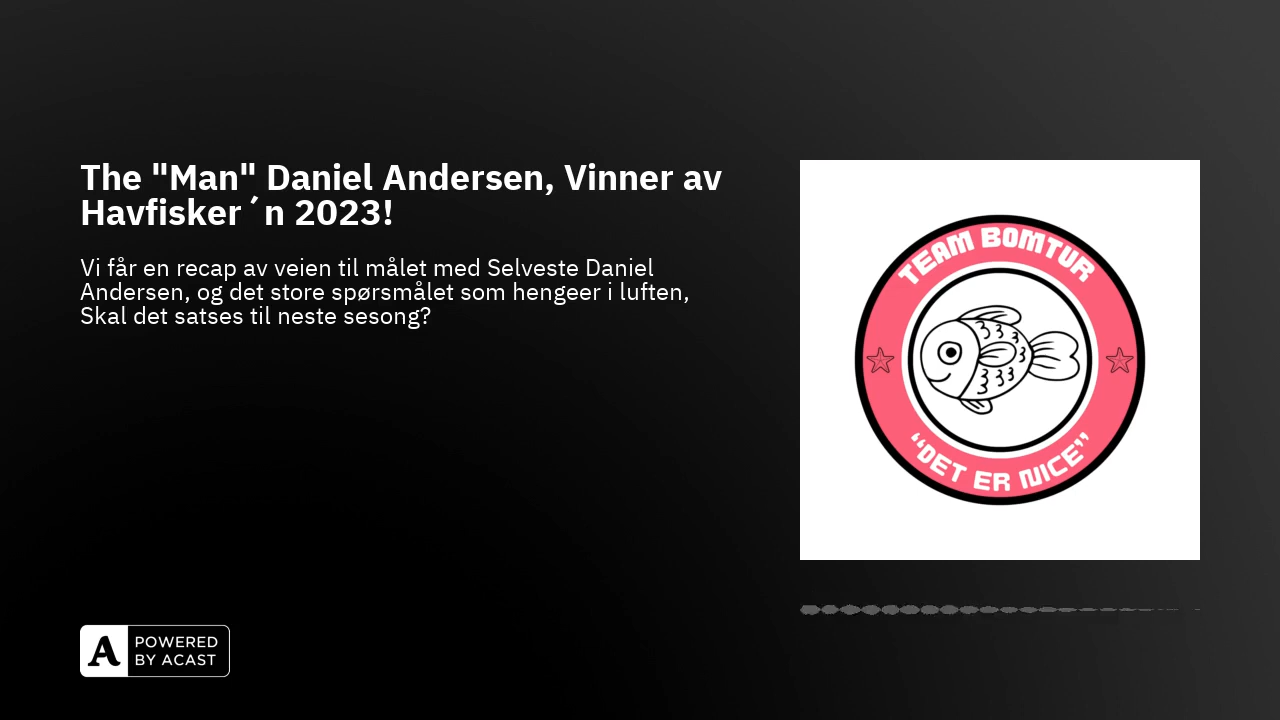 The "Man" Daniel Andersen, Vinner av
Havfisker´n 2023!
Vi får en recap av veien til målet med Selveste Daniel
Andersen, og det store spørsmålet som hengeer i luften,
Skal det satses til neste sesong?
TEAM BOMTUR
“DET ER NICE”
A POWERED
BY ACAST